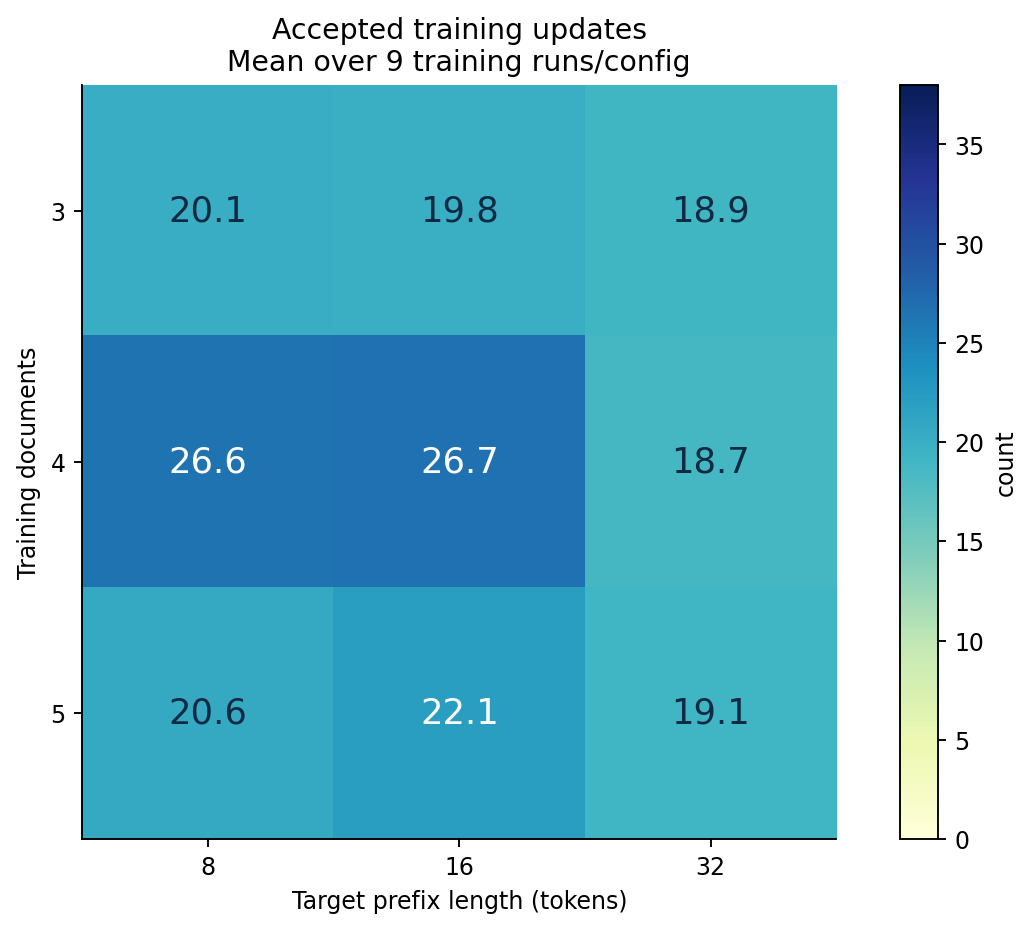 Accepted training updates
Mean over 9 training runs/config
Training documents
3
4
5
20.1 19.8 18.9
26.6 26.7 18.7
20.6 22.1 19.1
8 16 32
Target prefix length (tokens)
35
30
25
20
15
10
5
0
count